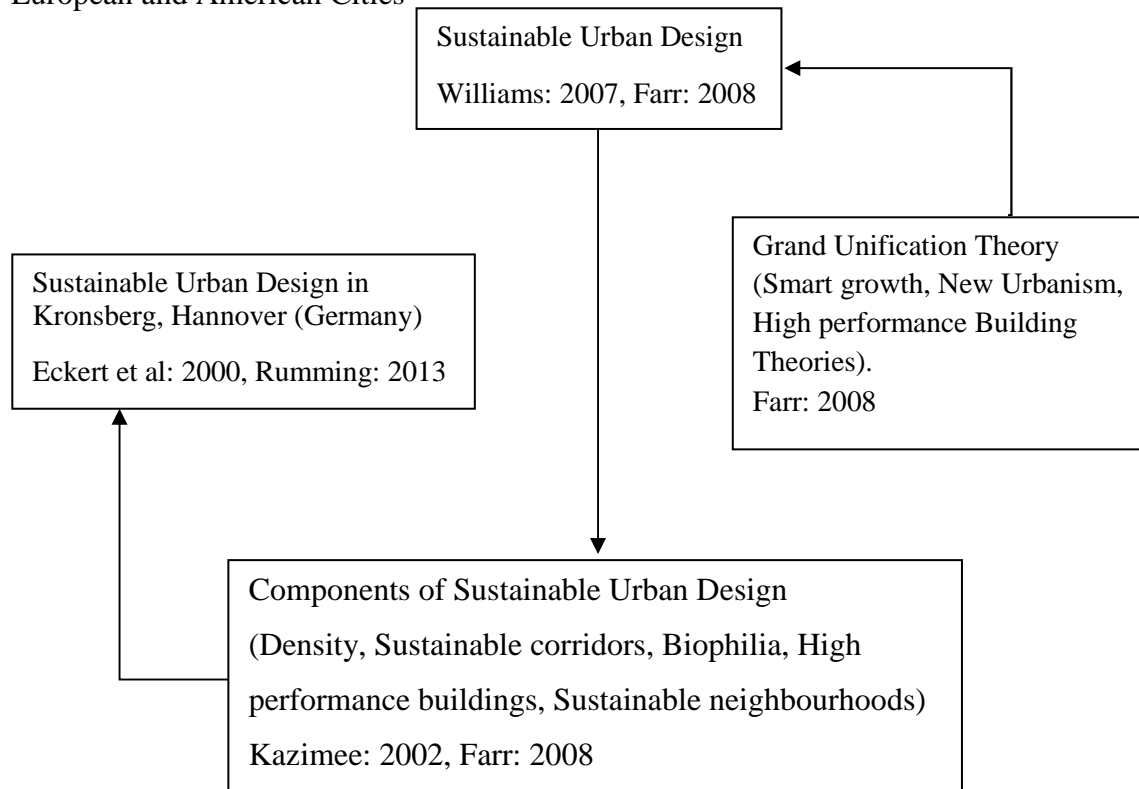 European and American Cities
Sustainable Urban Design
Williams: 2007, Farr: 2008
Grand Unification Theory
(Smart growth, New Urbanism,
High performance Building
Theories).
Farr: 2008
Sustainable Urban Design in
Kronsberg, Hannover (Germany)
Eckert et al: 2000, Rumming: 2013
Components of Sustainable Urban Design
(Density, Sustainable corridors, Biophilia, High
performance buildings, Sustainable neighbourhoods)
Kazimee: 2002, Farr: 2008